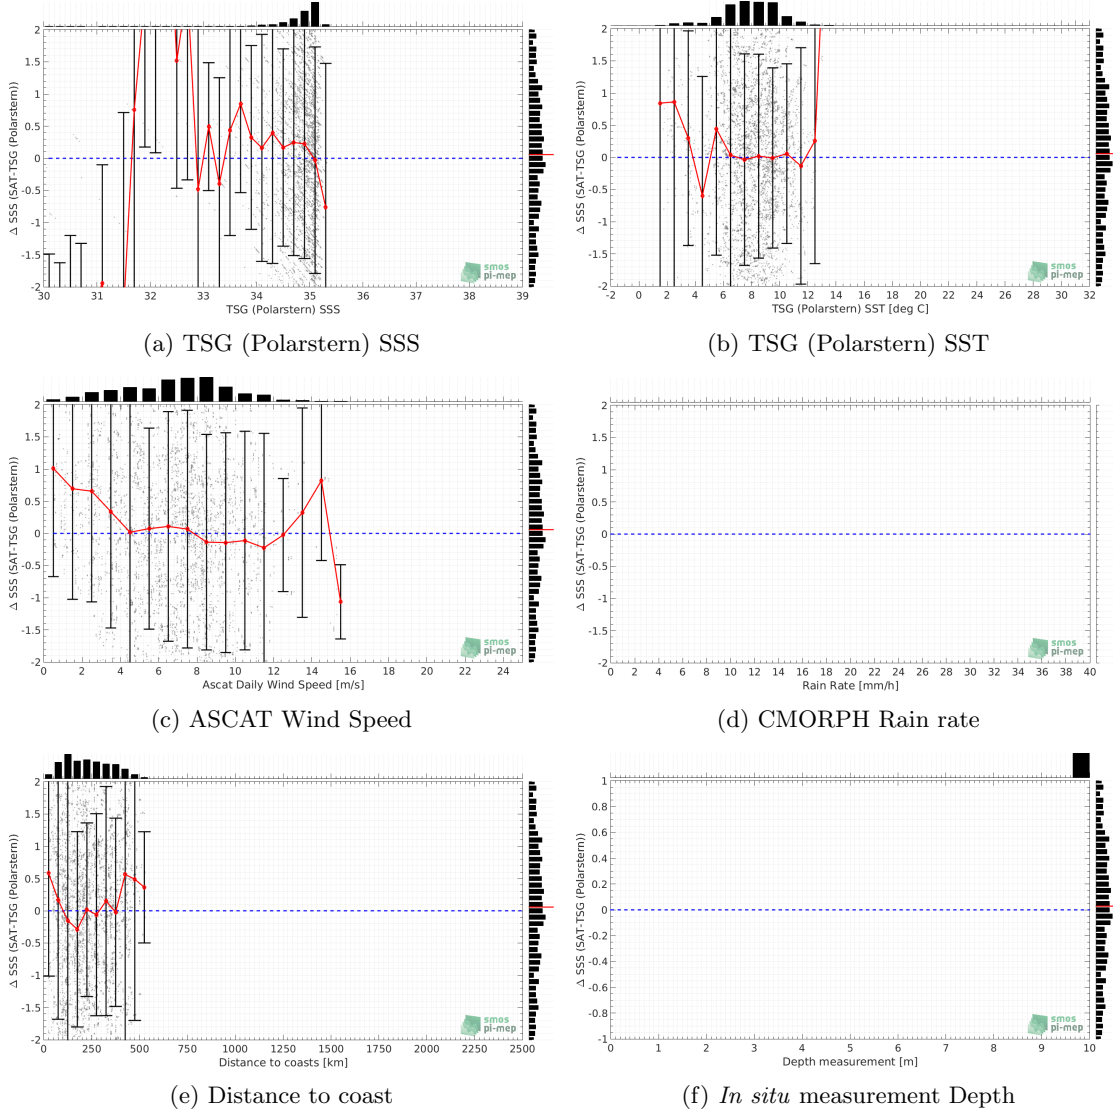 2
1.5
1
0.5
0
-0.5
-1
-1.5
-2
Δ SSS (SAT-TSG (Polarstern))
30 31 32 33 34 35 36 37 38 39
TSG (Polarstern) SSS
smos
pi-mep
(a) TSG (Polarstern) SSS
2
1.5
1
0.5
0
-0.5
-1
-1.5
-2
Δ SSS (SAT-TSG (Polarstern))
-2 0 2 4 6 8 10 12 14 16 18 20 22 24 26 28 30 32
TSG (Polarstern) SST [deg C]
smos
pi-mep
(b) TSG (Polarstern) SST
2
1.5
1
0.5
0
-0.5
-1
-1.5
-2
Δ SSS (SAT-TSG (Polarstern))
0 2 4 6 8 10 12 14 16 18 20 22 24
Ascat Daily Wind Speed [m/s]
smos
pi-mep
(c) ASCAT Wind Speed
2
1.5
1
0.5
0
-0.5
-1
-1.5
-2
Δ SSS (SAT-TSG (Polarstern))
0 2 4 6 8 10 12 14 16 18 20 22 24 26 28 30 32 34 36 38 40
Rain Rate [mm/h]
smos
pi-mep
(d) CMORPH Rain rate
2
1.5
1
0.5
0
-0.5
-1
-1.5
-2
Δ SSS (SAT-TSG (Polarstern))
0 250 500 750 1000 1250 1500 1750 2000 2250 2500
Distance to coasts [km]
smos
pi-mep
(e) Distance to coast
1
0.8
0.6
0.4
0.2
0
-0.2
-0.4
-0.6
-0.8
-1
Δ SSS (SAT-TSG (Polarstern))
0 1 2 3 4 5 6 7 8 9 10
Depth measurement [m]
smos
pi-mep
(f) In situ measurement Depth